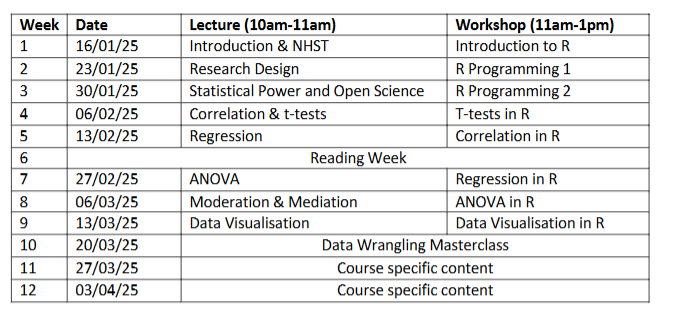 Week Date Lecture (10am-11am) Workshop (11am-1pm)
1 16/01/25 Introduction & NHST Introduction to R
2 23/01/25 Research Design R Programming 1
3 30/01/25 Statistical Power and Open Science R Programming 2
4 06/02/25 Correlation & t-tests T-tests in R
5 13/02/25 Regression Correlation in R
6 Reading Week
7 27/02/25 ANOVA Regression in R
8 06/03/25 Moderation & Mediation ANOVA in R
9 13/03/25 Data Visualisation Data Visualisation in R
10 20/03/25 Data Wrangling Masterclass
11 27/03/25 Course specific content
12 03/04/25 Course specific content